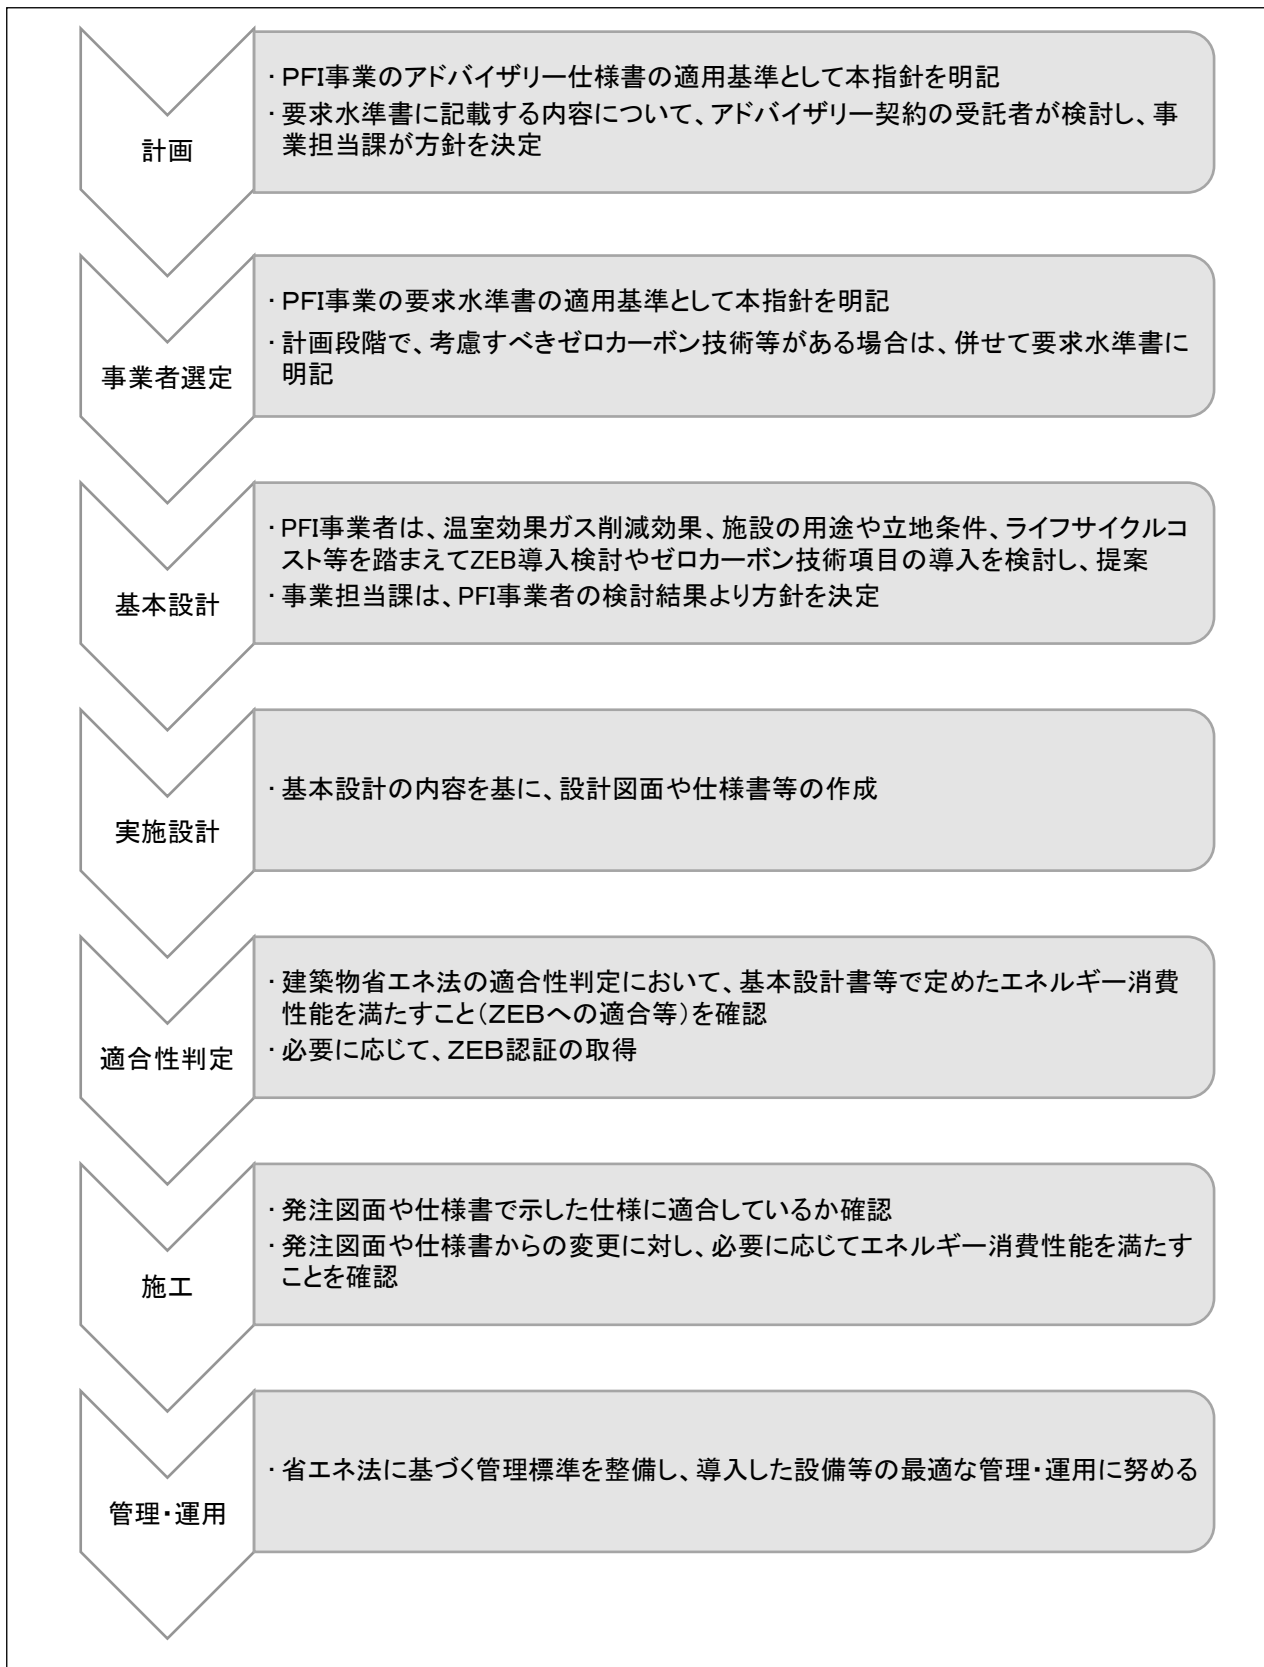 計画
・PFI事業のアドバイザリー仕様書の適用基準として本指針を明記
・要求水準書に記載する内容について、アドバイザリー契約の受託者が検討し、事
業担当課が方針を決定
事業者選定
・PFI事業の要求水準書の適用基準として本指針を明記
・計画段階で、考慮すべきゼロカーボン技術等がある場合は、併せて要求水準書に
明記
基本設計
・PFI事業者は、温室効果ガス削減効果、施設の用途や立地条件、ライフサイクルコ
スト等を踏まえてZEB導入検討やゼロカーボン技術項目の導入を検討し、提案
・事業担当課は、PFI事業者の検討結果より方針を決定
実施設計
・基本設計の内容を基に、設計図面や仕様書等の作成
適合性判定
・建築物省エネ法の適合性判定において、基本設計書等で定めたエネルギー消費
性能を満たすこと(ZEBへの適合等)を確認
・必要に応じて、ZEB認証の取得
施工
・発注図面や仕様書で示した仕様に適合しているか確認
・発注図面や仕様書からの変更に対し、必要に応じてエネルギー消費性能を満たす
ことを確認
管理・運用
・省エネ法に基づく管理標準を整備し、導入した設備等の最適な管理・運用に努める